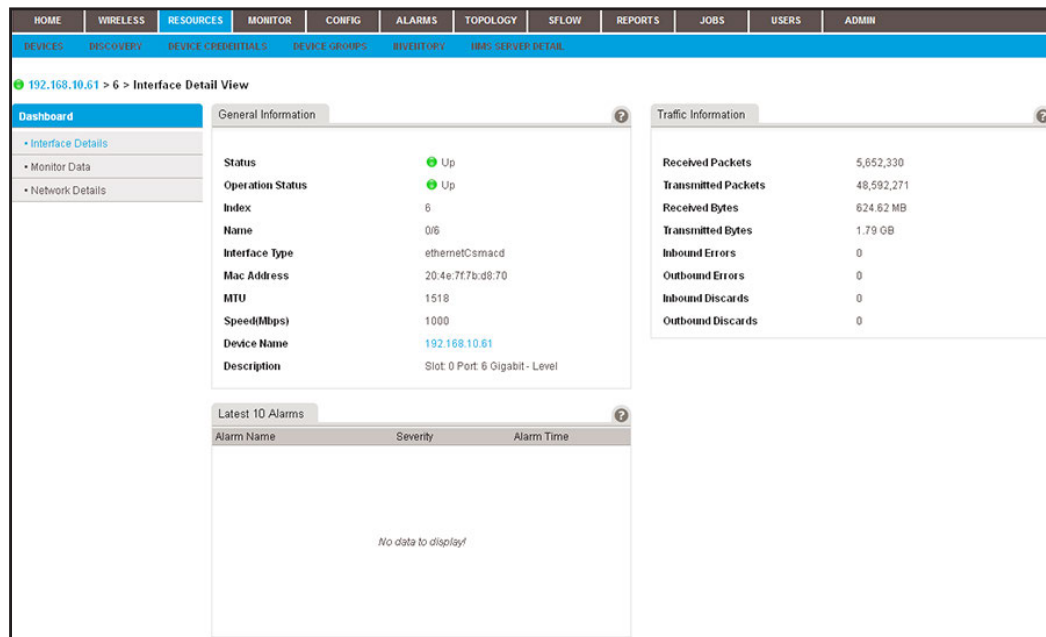 HOME WIRELESS RESOURCES MONITOR CONFIG ALARMS TOPOLOGY SFLOW REPORTS JOBS USERS ADMIN
DEVICES DISCOVERY DEVICE CREDENTIALS DEVICE GROUPS INVENTORY NMS SERVER DETAIL
192.168.10.61 > 6 > Interface Detail View
Dashboard
• Interface Details
• Monitor Data
• Network Details
General Information ?
Status Up
Operation Status Up
Index 6
Name 0/6
Interface Type ethernetCsmacd
Mac Address 20:4e:7f:7b:d8:70
MTU 1518
Speed(Mbps) 1000
Device Name 192.168.10.61
Description Slot: 0 Port: 6 Gigabit - Level
Traffic Information ?
Received Packets 5,652,330
Transmitted Packets 48,592,271
Received Bytes 624.62 MB
Transmitted Bytes 1.79 GB
Inbound Errors 0
Outbound Errors 0
Inbound Discards 0
Outbound Discards 0
Latest 10 Alarms ?
Alarm Name Severity Alarm Time
No data to display!